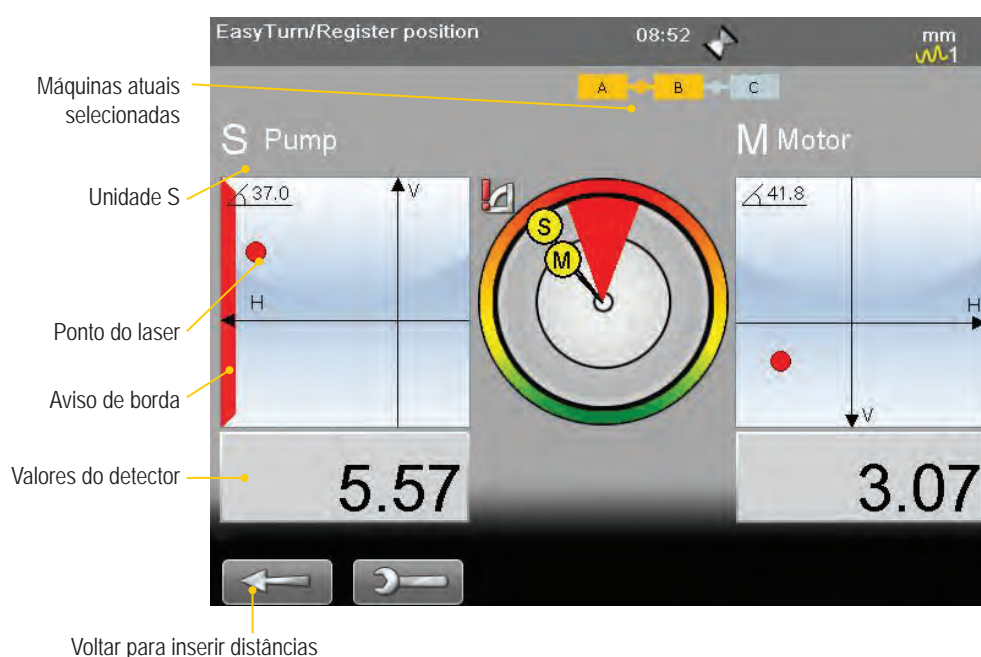 EasyTurn/Register position 08:52 mm
1
Máquinas atuais
selecionadas
A B C
S Pump
M Motor
Unidade S
37.0
V
S
M
41.8
Ponto do laser
H
H
Aviso de borda
V
Valores do detector
5.57
3.07
Voltar para inserir distâncias